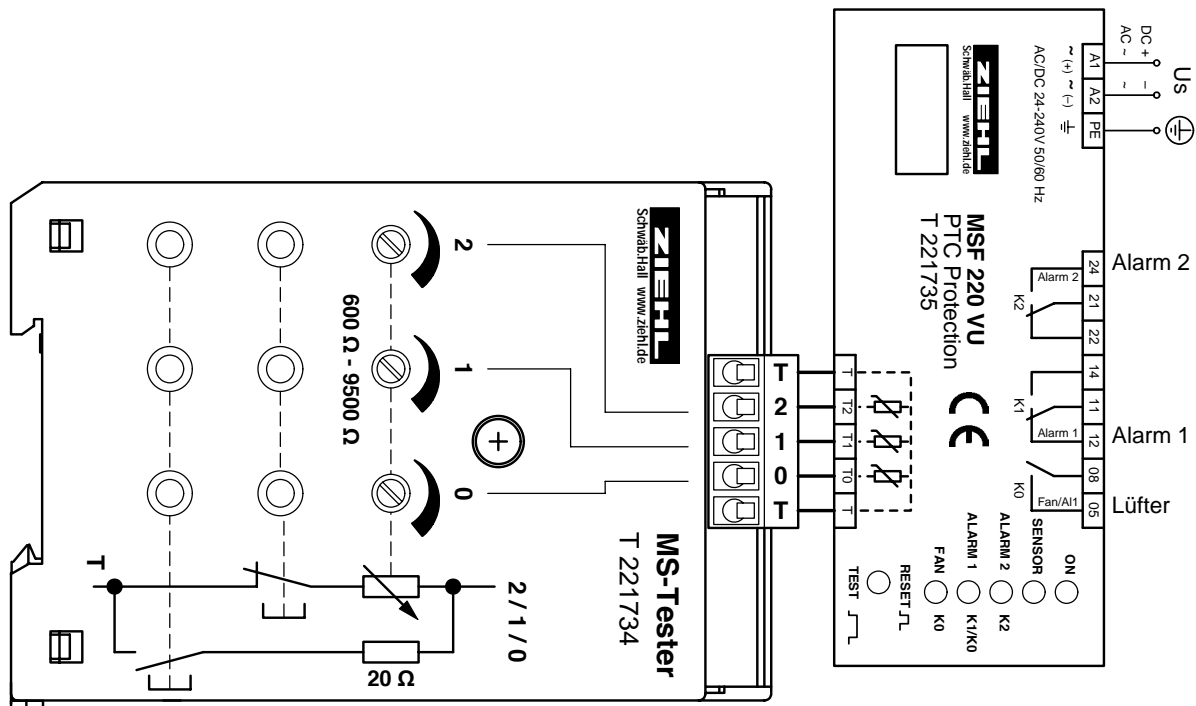 Us
DC + –
AC ~ ~
A1 A2 PE
~ (+) ~ (–)
AC/DC 24-240V 50/60 Hz
ZIEHL
Schwäb.Hall www.ziehl.de
MSF 220 VU
PTC Protection
T 221735
CE
24 21 22 14 11 12 08 05
Alarm 2
Alarm 2
K2
K1
Alarm 1
Alarm 1
K0
Fan/Al1
Lüfter
T T2 T1 T0 T
ON
SENSOR
ALARM 2 K2
ALARM 1 K1/K0
FAN K0
RESET
TEST
T
2
1
0
T
ZIEHL
Schwäb.Hall www.ziehl.de
MS-Tester
T 221734
2
1
0
600 Ω - 9500 Ω
2 / 1 / 0
T
20 Ω